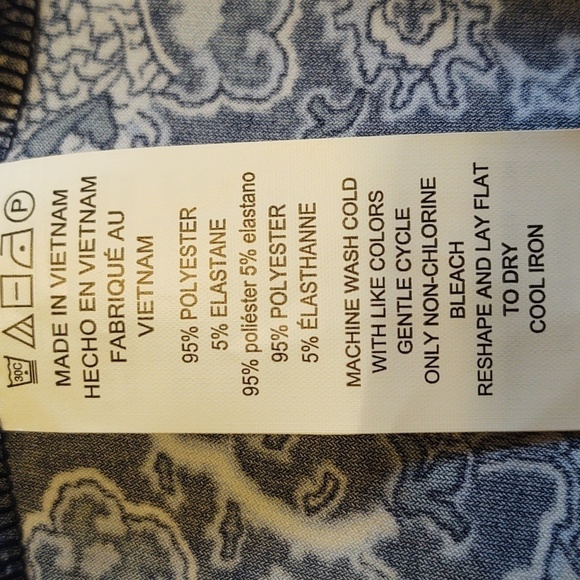 30C P
MADE IN VIETNAM
HECHO EN VIETNAM
FABRIQUÉ AU
VIETNAM
95% POLYESTER
5% ELASTANE
95% poliéster 5% elastano
95% POLYESTER
5% ÉLASTHANNE
MACHINE WASH COLD
WITH LIKE COLORS
GENTLE CYCLE
ONLY NON-CHLORINE
BLEACH
RESHAPE AND LAY FLAT
TO DRY
COOL IRON